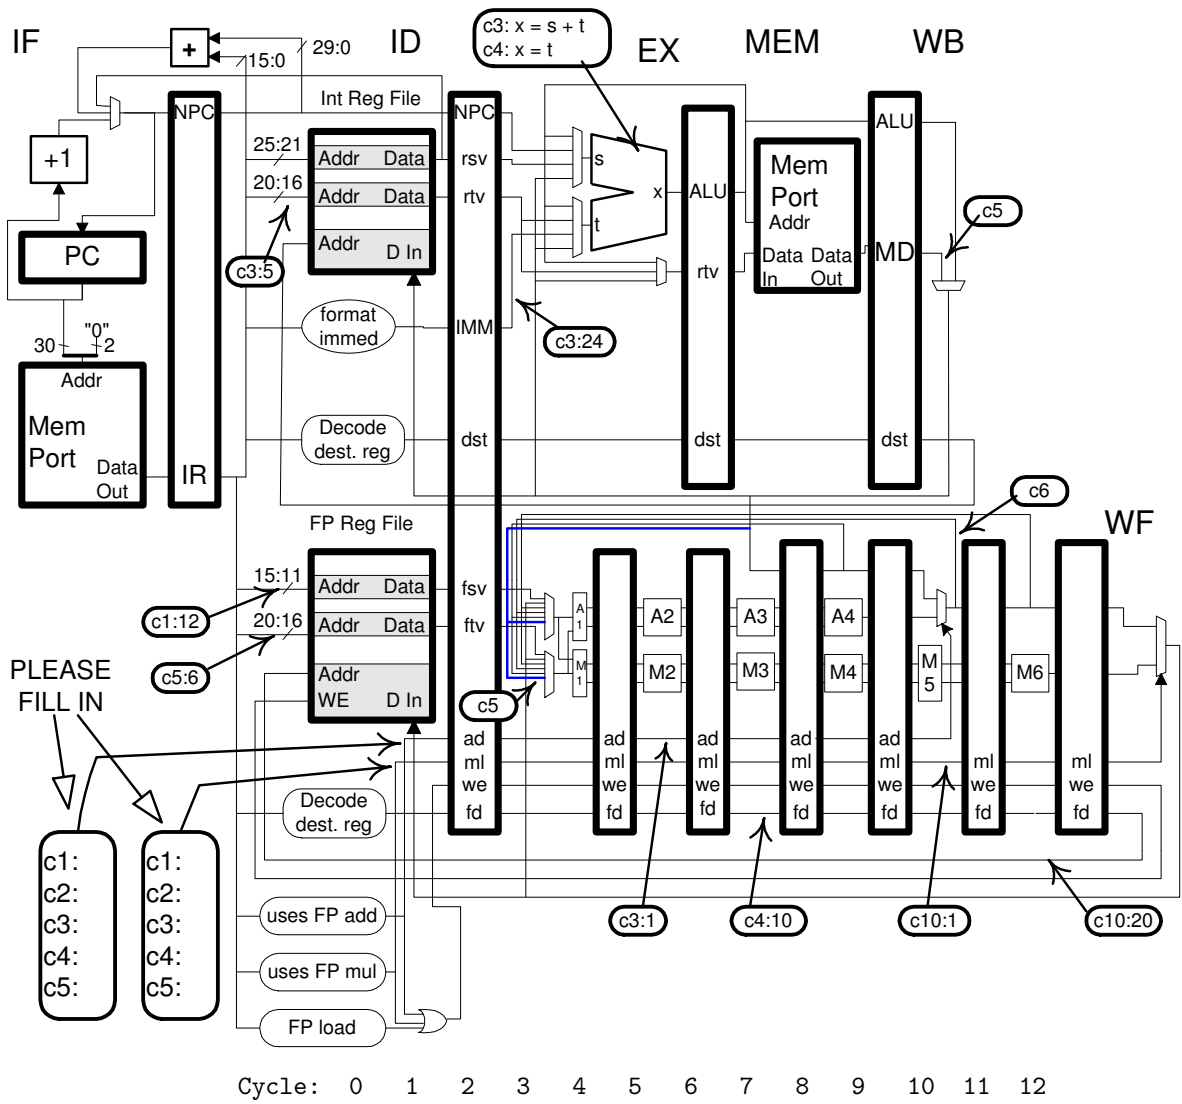 IF
ID
EX
MEM
WB
c3: x = s + t
c4: x = t
+
29:0
15:0
Int Reg File
NPC
NPC
ALU
+1
25:21
Addr
Data
rsv
s
Mem
Port
Addr
20:16
Addr
Data
rtv
x
ALU
t
c5
PC
Addr
D In
c3:5
rtv
Data
In
Data
Out
MD
format
immed
IMM
c3:24
30
"0"
2
Addr
Mem
Port
Data
Out
IR
Decode
dest. reg
dst
dst
dst
c6
FP Reg File
WF
15:11
Addr
Data
fsv
A
1
A2
A3
A4
c1:12
20:16
Addr
Data
ftv
c5:6
PLEASE
FILL IN
Addr
WE
D In
M
1
M2
M3
M4
M
5
M6
c5
ad
ml
we
fd
ad
ml
we
fd
ad
ml
we
fd
ad
ml
we
fd
ad
ml
we
fd
ml
we
fd
ml
we
fd
Decode
dest. reg
c1:
c2:
c3:
c4:
c5:
c1:
c2:
c3:
c4:
c5:
uses FP add
c3:1
c4:10
c10:1
c10:20
uses FP mul
FP load
Cycle: 0 1 2 3 4 5 6 7 8 9 10 11 12